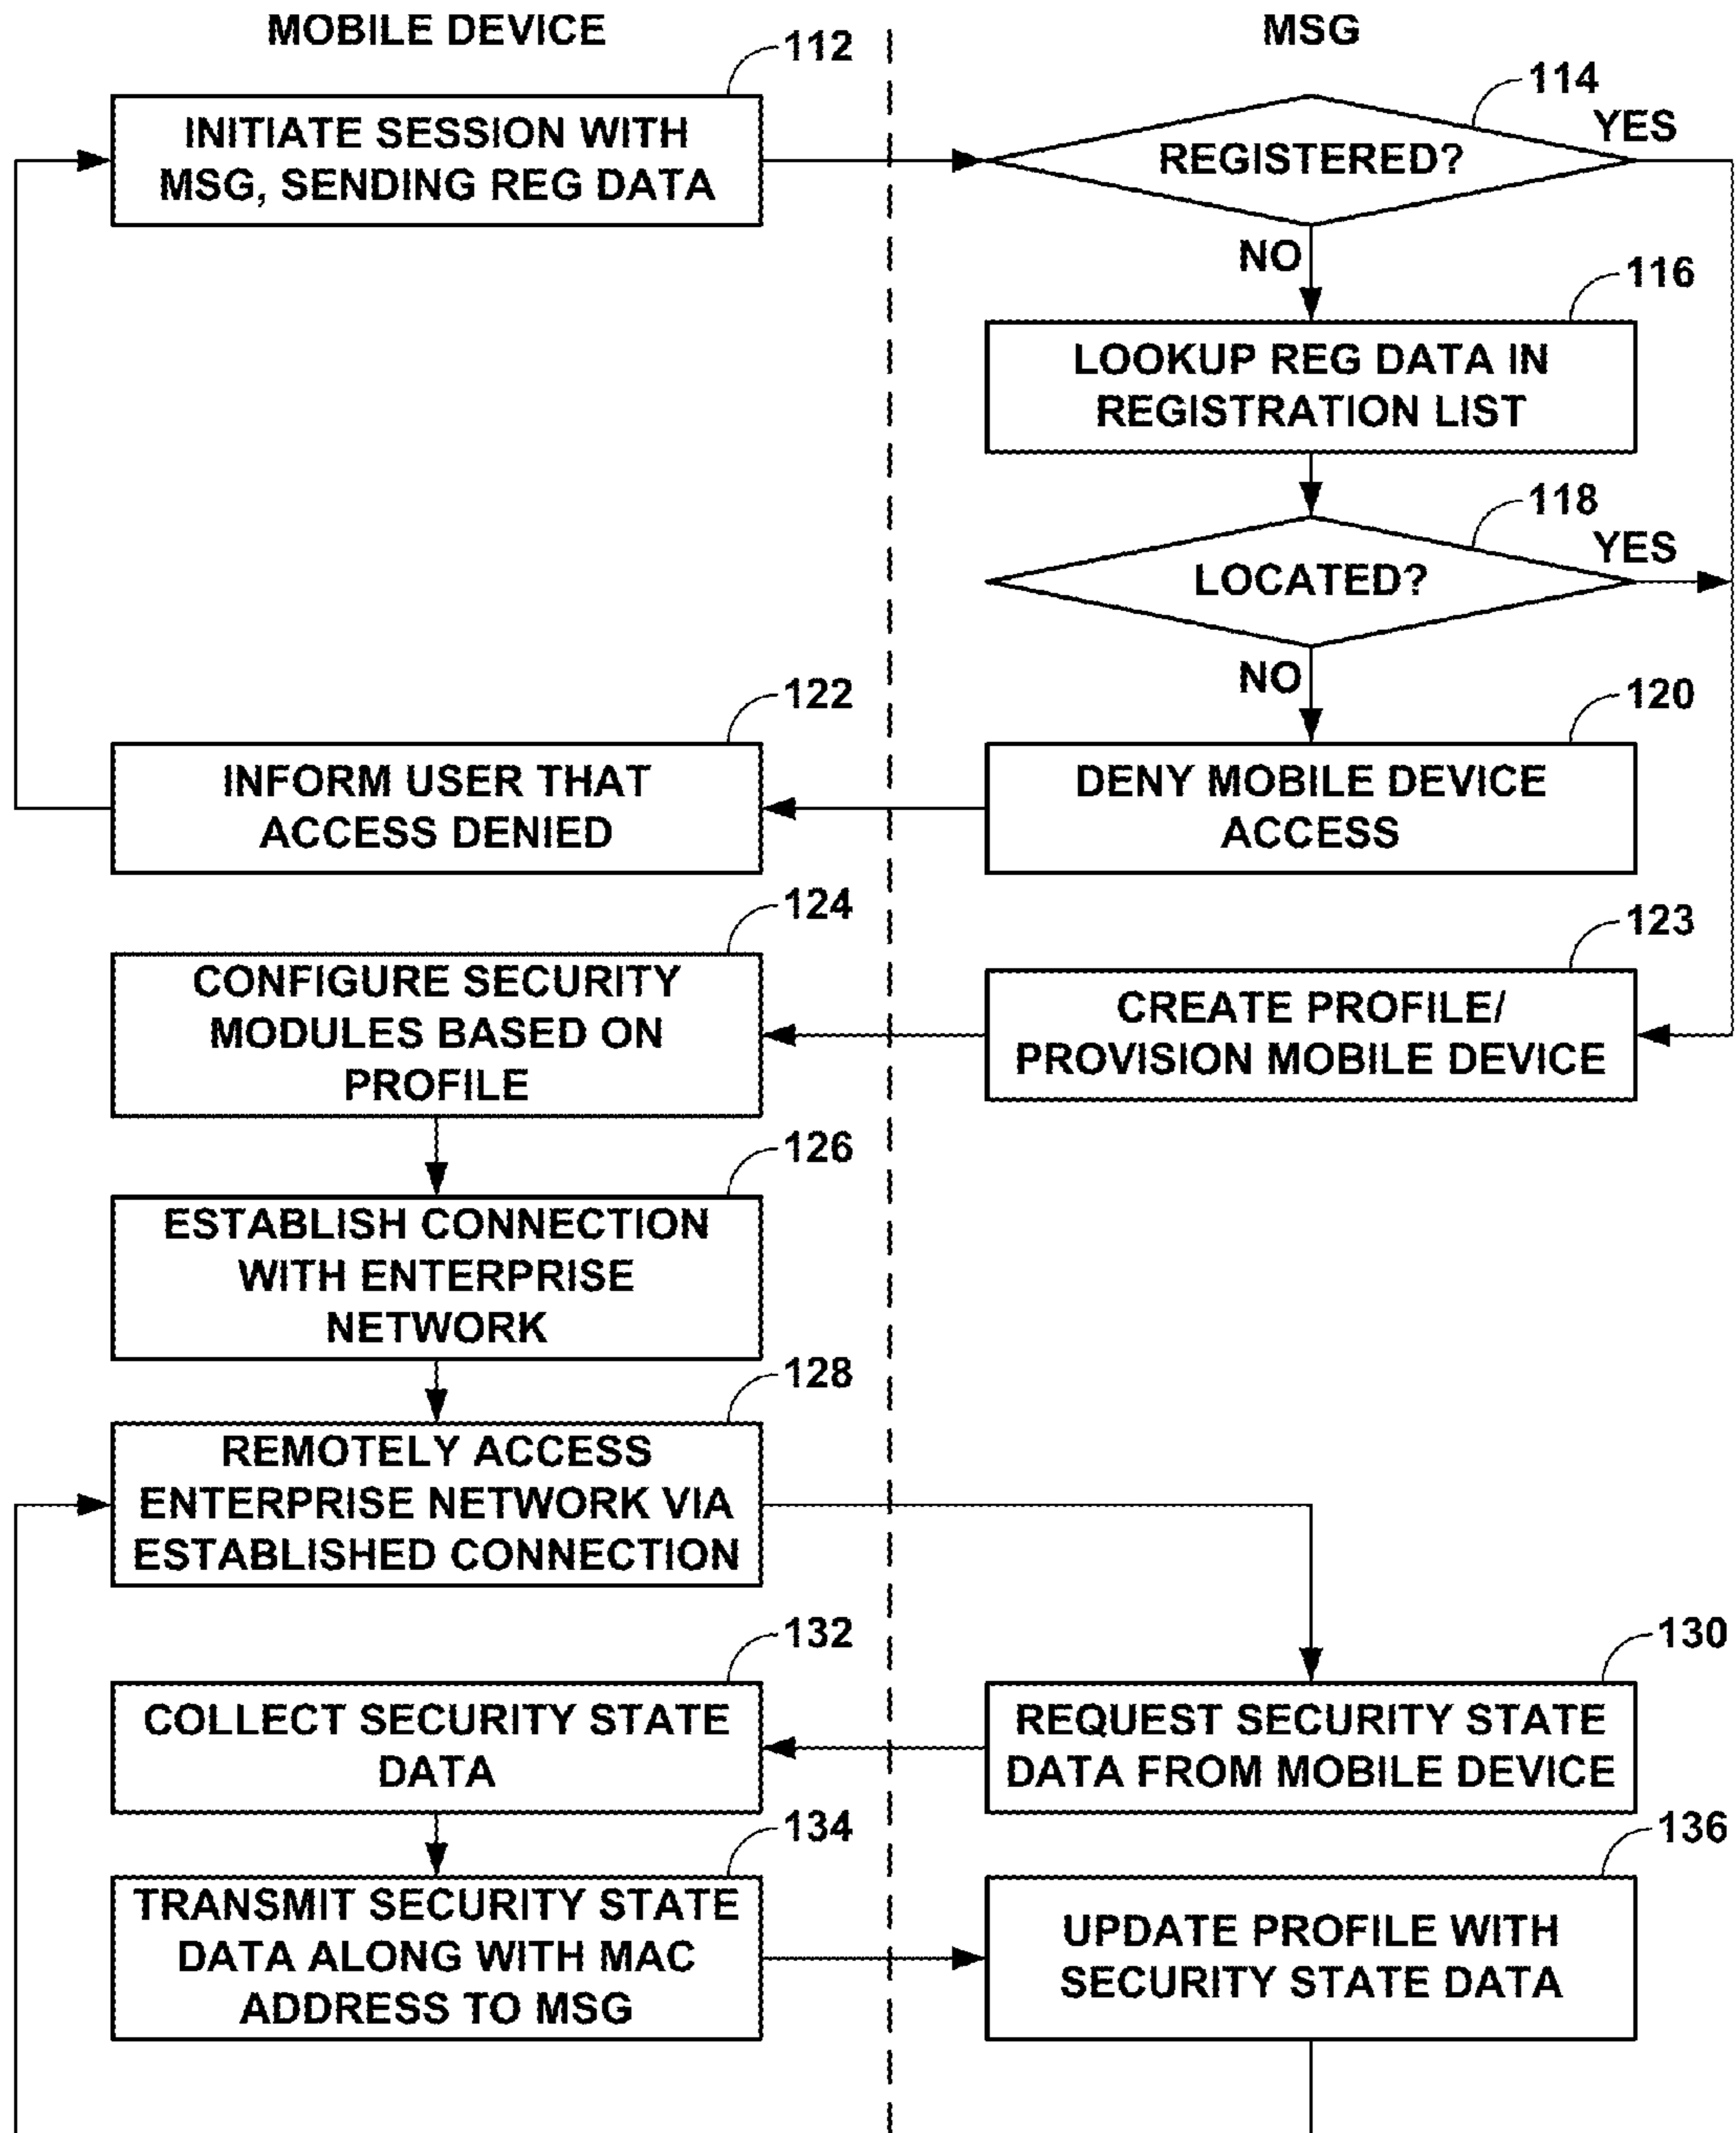 MOBILE DEVICE
MSG
112
INITIATE SESSION WITH
MSG, SENDING REG DATA
114
REGISTERED?
YES
NO
116
LOOKUP REG DATA IN
REGISTRATION LIST
118
LOCATED?
YES
NO
120
DENY MOBILE DEVICE
ACCESS
122
INFORM USER THAT
ACCESS DENIED
123
CREATE PROFILE/
PROVISION MOBILE DEVICE
124
CONFIGURE SECURITY
MODULES BASED ON
PROFILE
126
ESTABLISH CONNECTION
WITH ENTERPRISE
NETWORK
128
REMOTELY ACCESS
ENTERPRISE NETWORK VIA
ESTABLISHED CONNECTION
130
REQUEST SECURITY STATE
DATA FROM MOBILE DEVICE
132
COLLECT SECURITY STATE
DATA
134
TRANSMIT SECURITY STATE
DATA ALONG WITH MAC
ADDRESS TO MSG
136
UPDATE PROFILE WITH
SECURITY STATE DATA